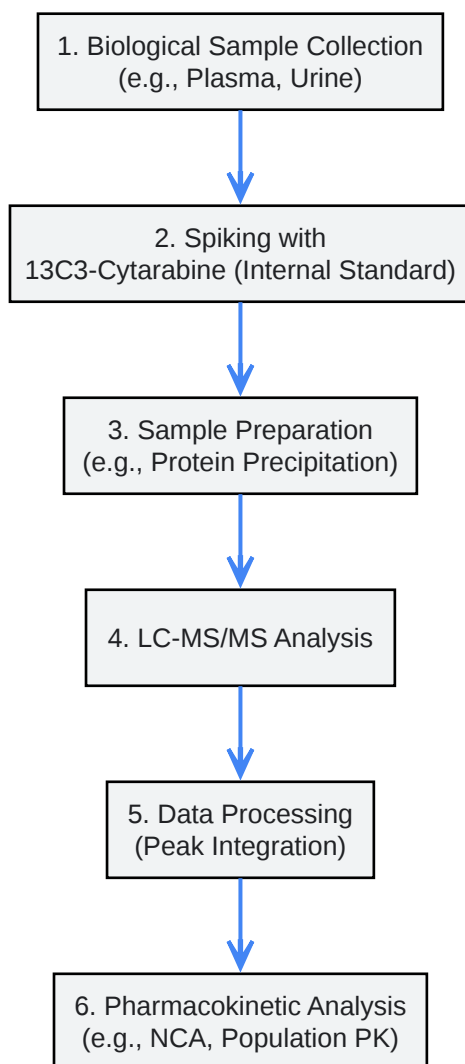 1. Biological Sample Collection
(e.g., Plasma, Urine)
2. Spiking with
13C3-Cytarabine (Internal Standard)
3. Sample Preparation
(e.g., Protein Precipitation)
4. LC-MS/MS Analysis
5. Data Processing
(Peak Integration)
6. Pharmacokinetic Analysis
(e.g., NCA, Population PK)